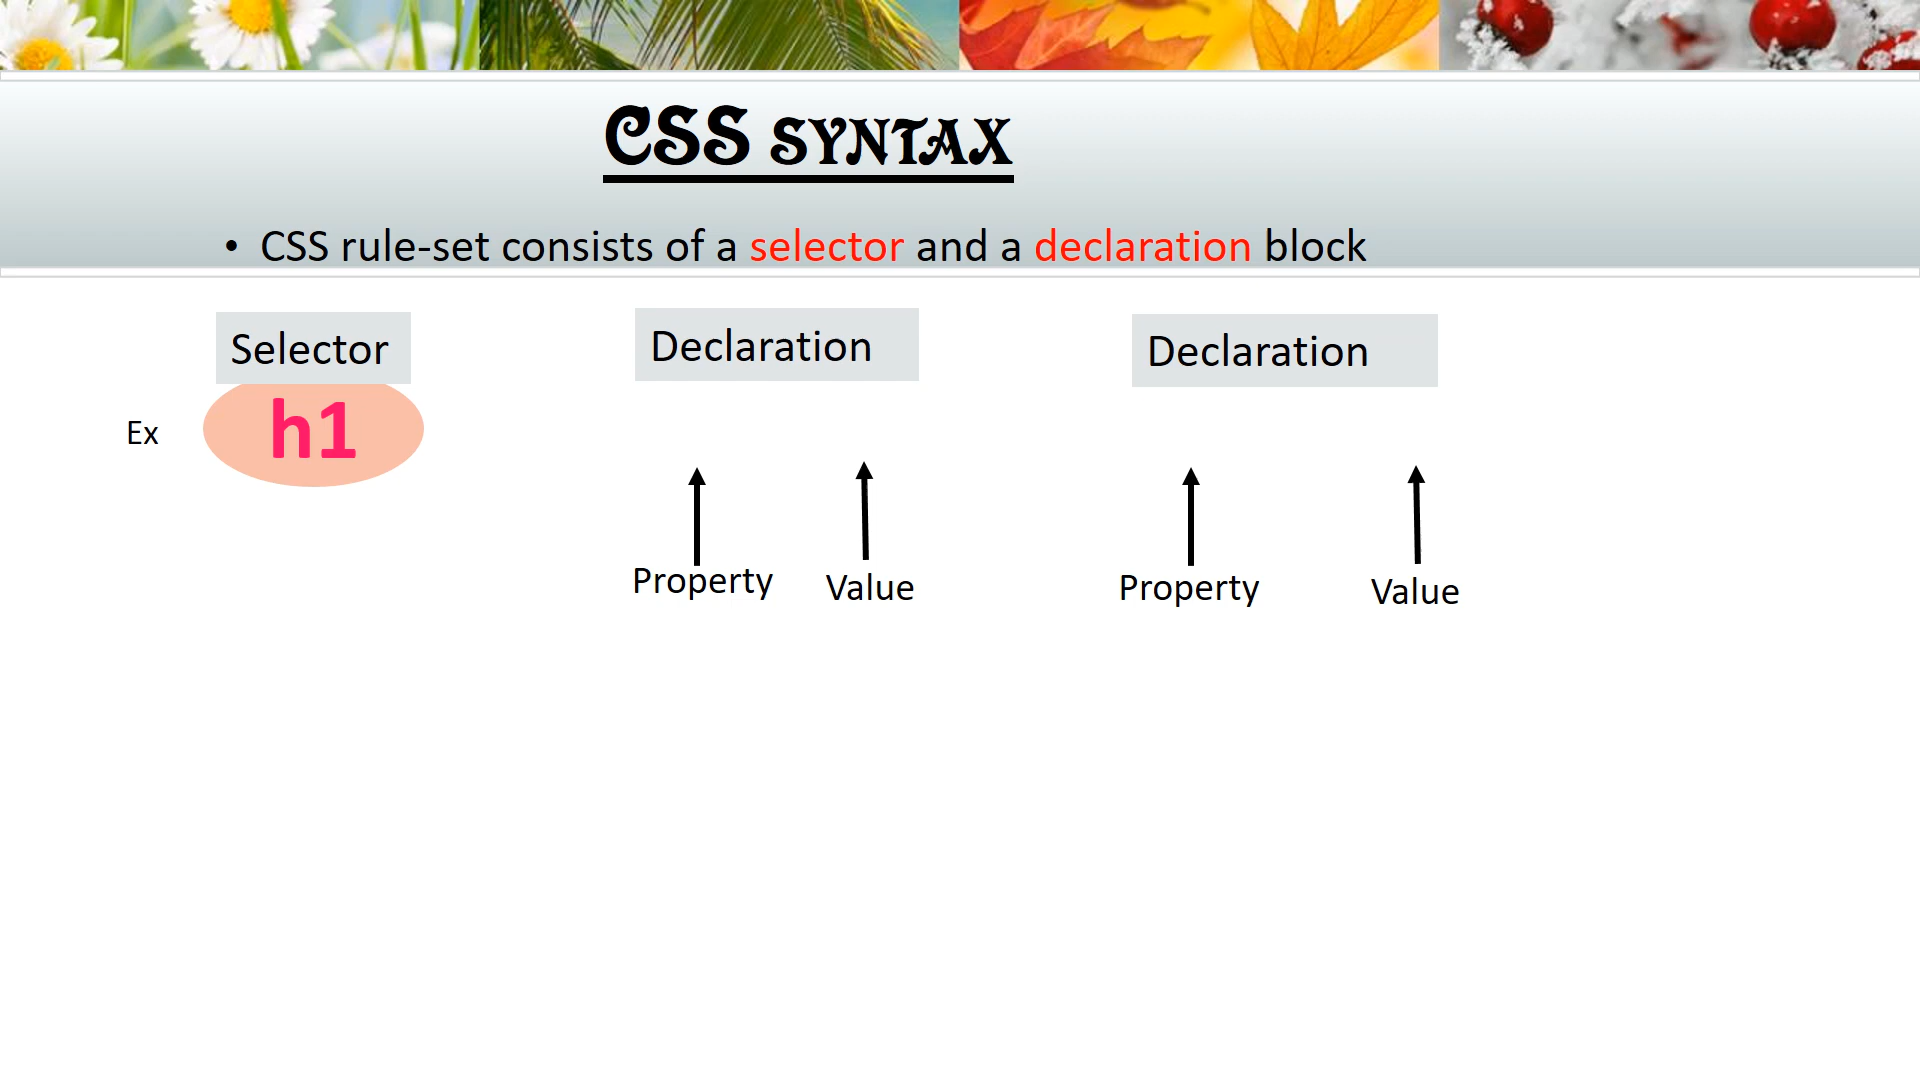 CSS SYNTAX
• CSS rule-set consists of a selector and a declaration block
Selector Declaration Declaration
Ex h1
Property Value Property Value